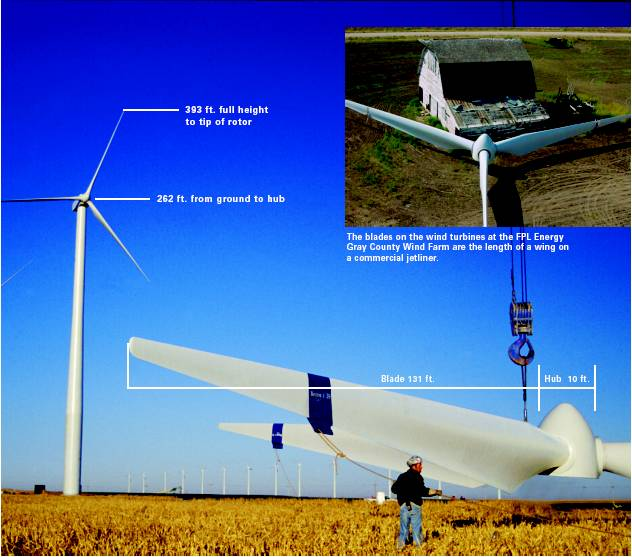 393 ft. full height
to tip of rotor
262 ft. from ground to hub
The blades on the wind turbines at the FPL Energy
Gray County Wind Farm are the length of a wing on
a commercial jetliner.
Blade 131 ft.
Hub 10 ft.